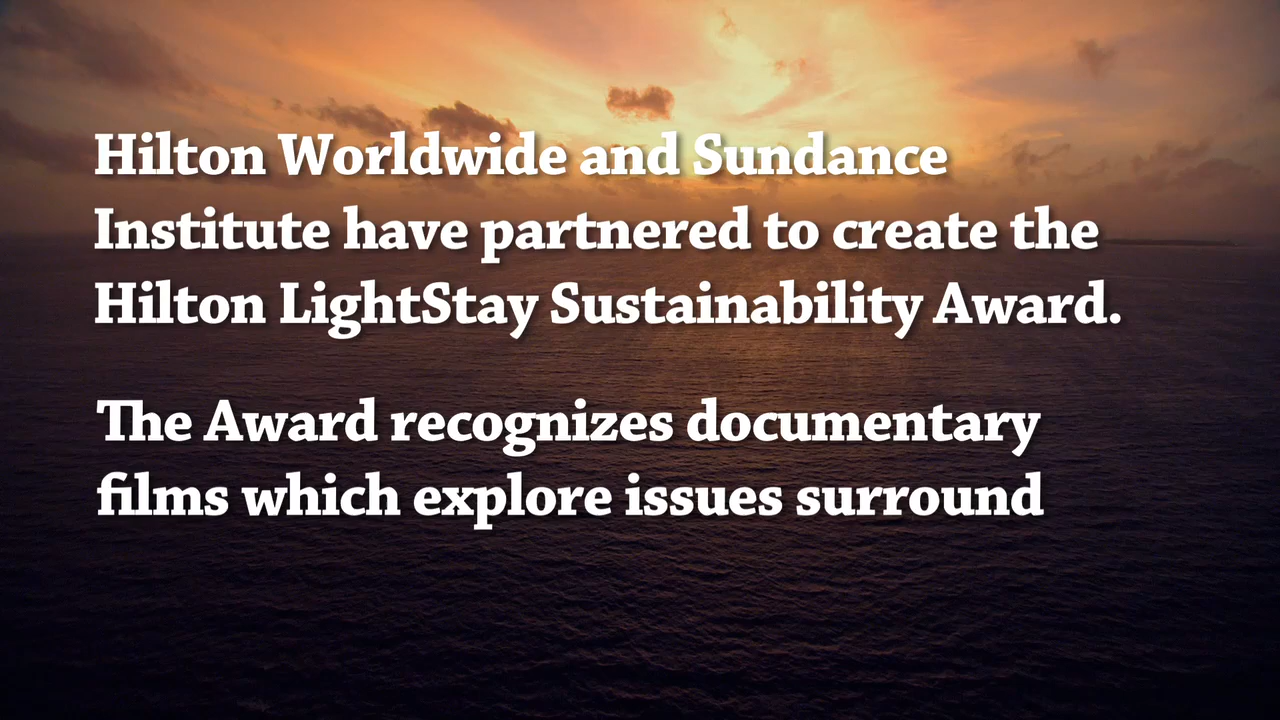 Hilton Worldwide and Sundance
Institute have partnered to create the
Hilton LightStay Sustainability Award.
The Award recognizes documentary
films which explore issues surround